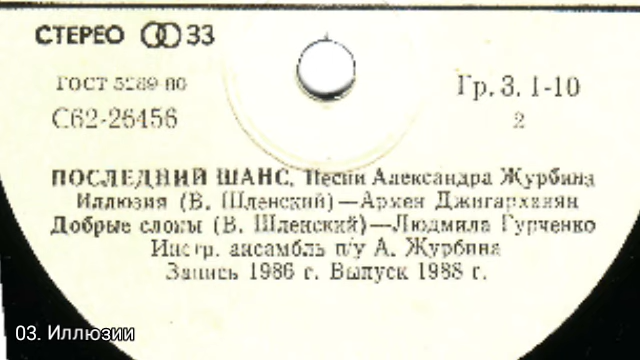 СТЕРЕО 33
ГОСТ 5289-80
Гр. 3. 1-10
С62-26456
2
ПОСЛЕДНИЙ ШАНС. Песни Александра Журбина
Иллюзия (В. Шленский) — Армен Джигарханян
Добрые слоны (В. Шленский) — Людмила Гурченко
Инстр. ансамбль п/у А. Журбина
Запись 1986 г. Выпуск 1988 г.
03. Иллюзии